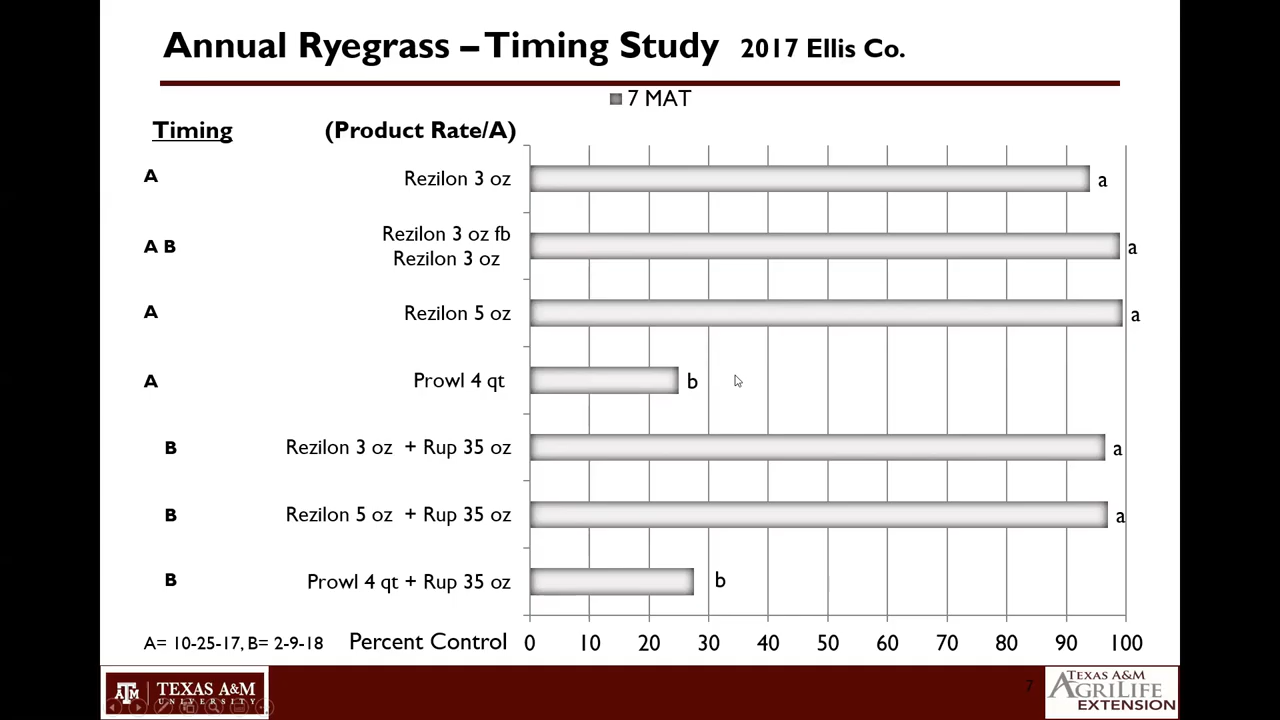 Annual Ryegrass – Timing Study 2017 Ellis Co.
7 MAT
Timing (Product Rate/A)
A Rezilon 3 oz a
A B Rezilon 3 oz fb
Rezilon 3 oz a
A Rezilon 5 oz a
A Prowl 4 qt b
B Rezilon 3 oz + Rup 35 oz a
B Rezilon 5 oz + Rup 35 oz a
B Prowl 4 qt + Rup 35 oz b
A= 10-25-17, B= 2-9-18 Percent Control 0 10 20 30 40 50 60 70 80 90 100
7
ATM TEXAS A&M
UNIVERSITY
TEXAS A&M
AGRILIFE
EXTENSION